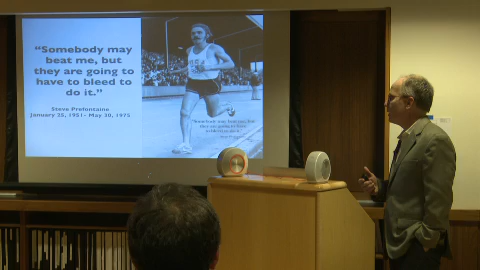 “Somebody may
beat me, but
they are going to
have to bleed to
do it.”
Steve Prefontaine
January 25, 1951- May 30, 1975
USA